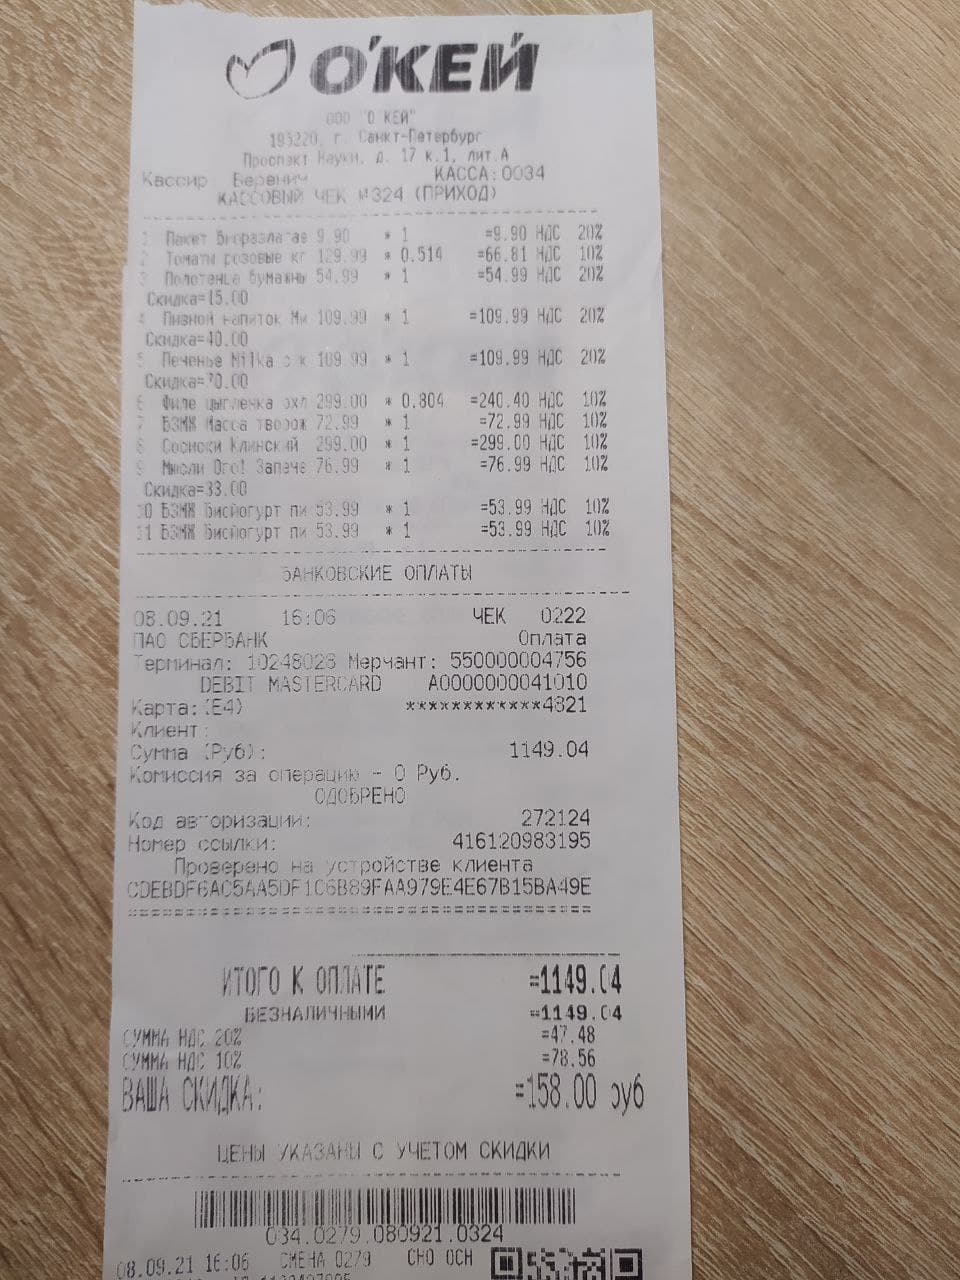 О'КЕЙ
ООО "О КЕЙ"
195220, г. Санкт-Петербург
Проспект Науки, д. 17 к.1, лит.А
Кассир Беранич КАССА:0034
КАССОВЫЙ ЧЕК №324 (ПРИХОД)
1 Пакет Биоразлагае 9.90 * 1 =9.90 НДС 20%
2 Томаты розовые кг 129.99 * 0.514 =66.81 НДС 10%
3 Полотенца бумажны 54.99 * 1 =54.99 НДС 20%
Скидка=15.00
4 Пивной напиток Ми 109.99 * 1 =109.99 НДС 20%
Скидка=40.00
5 Печенье Milka с к 109.99 * 1 =109.99 НДС 20%
Скидка=70.00
6 Филе цыпленка охл 299.00 * 0.804 =240.40 НДС 10%
7 БЗМЖ Масса творож 72.99 * 1 =72.99 НДС 10%
8 Сосиски Клинский 299.00 * 1 =299.00 НДС 10%
9 Мюсли Ого! Запече 76.99 * 1 =76.99 НДС 10%
Скидка=33.00
10 БЗМЖ Биойогурт пи 53.99 * 1 =53.99 НДС 10%
11 БЗМЖ Биойогурт пи 53.99 * 1 =53.99 НДС 10%
БАНКОВСКИЕ ОПЛАТЫ
08.09.21 16:06 ЧЕК 0222
ПАО СБЕРБАНК Оплата
Терминал: 10248028 Мерчант: 550000004756
DEBIT MASTERCARD A0000000041010
Карта:(E4) ************4821
Клиент:
Сумма (Руб): 1149.04
Комиссия за операцию - 0 Руб.
ОДОБРЕНО
Код авторизации: 272124
Номер ссылки: 416120983195
Проверено на устройстве клиента
CDEBDF6AC5AA5DF1C6B89FAA979E4E67B15BA49E
ИТОГО К ОПЛАТЕ =1149.04
БЕЗНАЛИЧНЫМИ =1149.04
СУММА НДС 20% =47.48
СУММА НДС 10% =78.56
ВАША СКИДКА: =158.00 руб
ЦЕНЫ УКАЗАНЫ С УЧЕТОМ СКИДКИ
034.0279.080921.0324
08.09.21 16:06 СМЕНА 0279 СНО ОСН